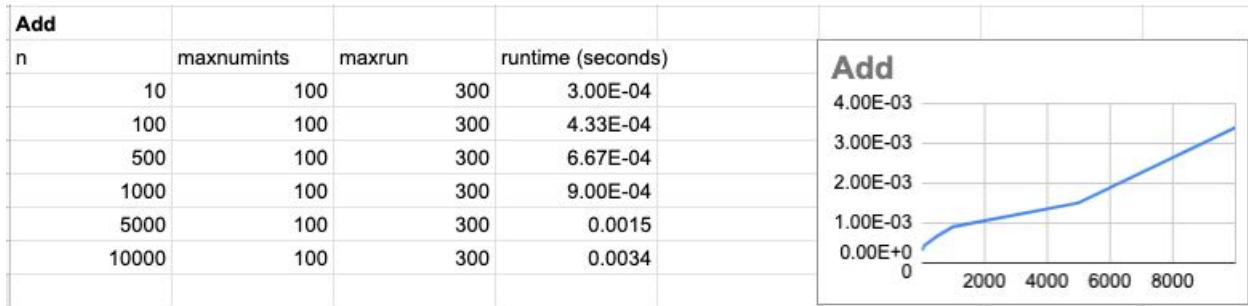 Add
n maxnumints maxrun runtime (seconds)
10 100 300 3.00E-04
100 100 300 4.33E-04
500 100 300 6.67E-04
1000 100 300 9.00E-04
5000 100 300 0.0015
10000 100 300 0.0034
Add
4.00E-03
3.00E-03
2.00E-03
1.00E-03
0.00E+0
0 2000 4000 6000 8000